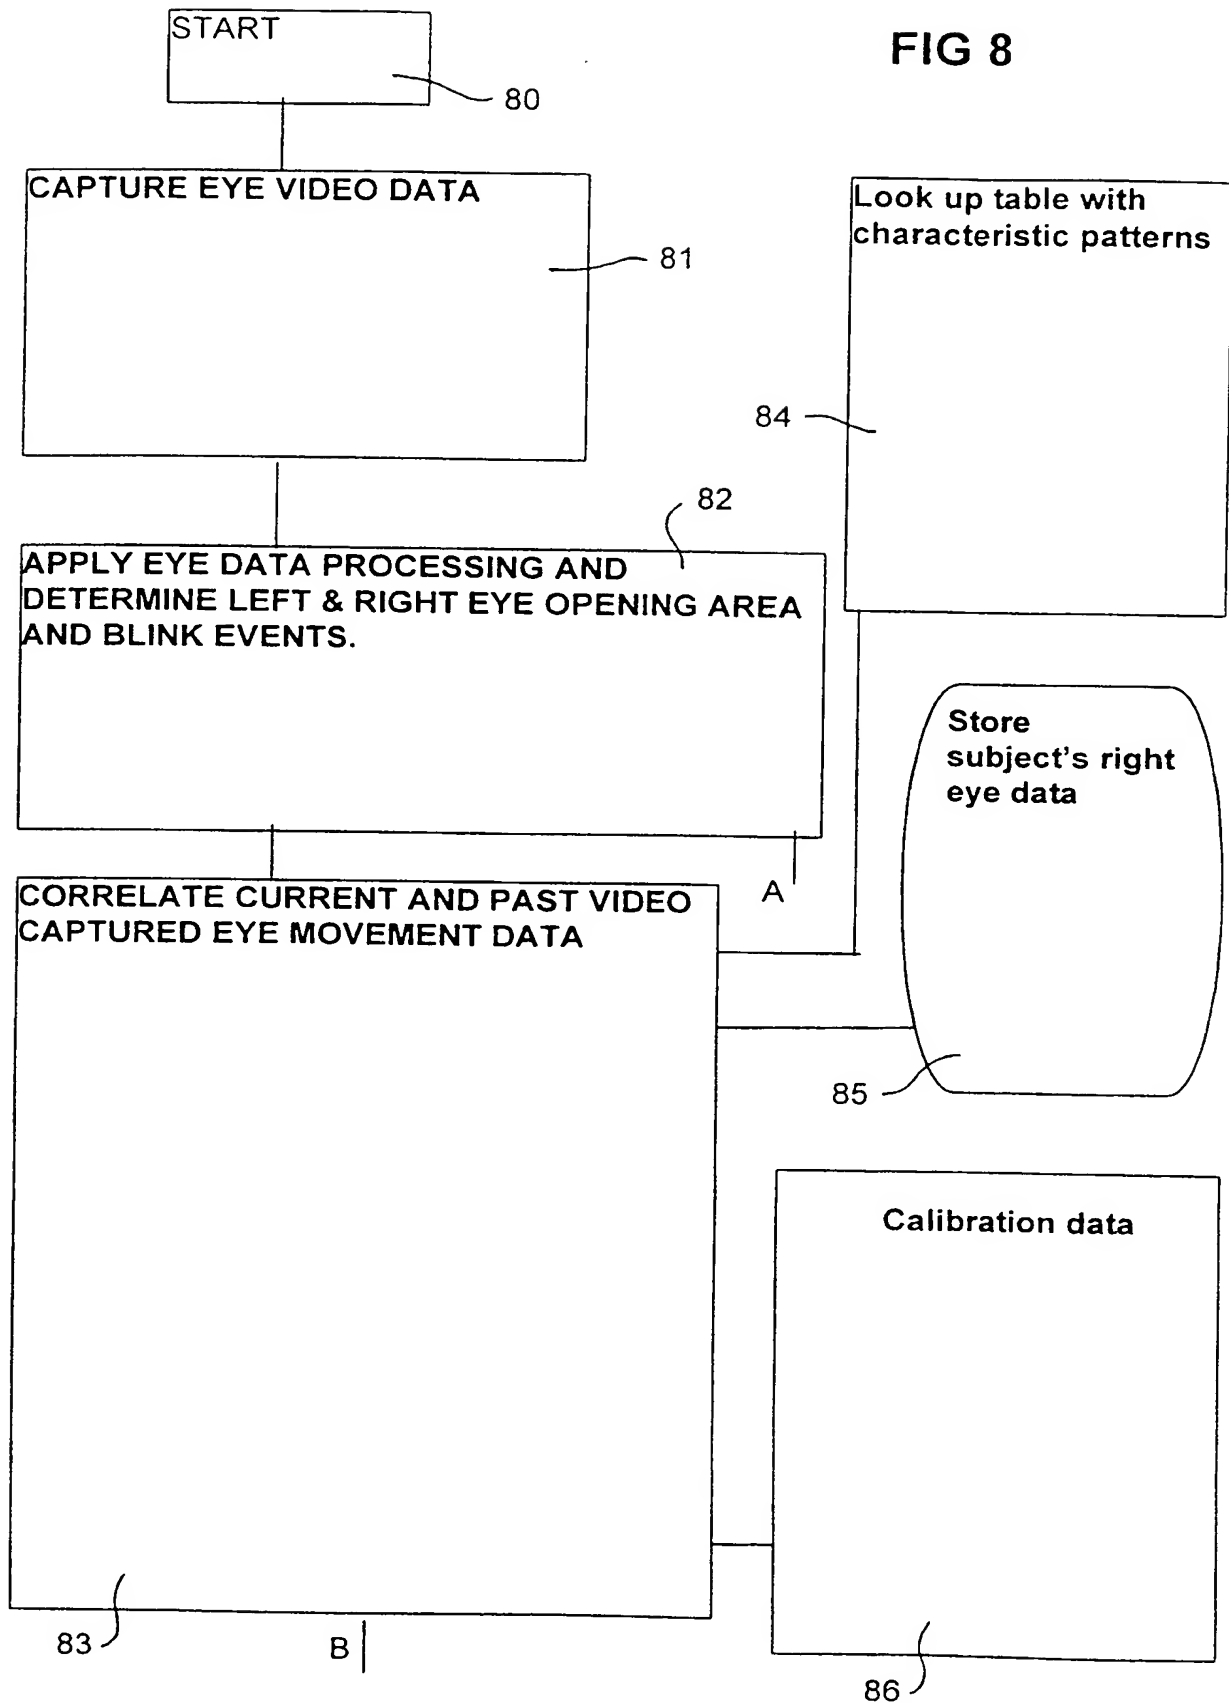 FIG 8
START
80
CAPTURE EYE VIDEO DATA
81
Look up table with
characteristic patterns
84
82
APPLY EYE DATA PROCESSING AND
DETERMINE LEFT & RIGHT EYE OPENING AREA
AND BLINK EVENTS.
Store
subject's right
eye data
A
CORRELATE CURRENT AND PAST VIDEO
CAPTURED EYE MOVEMENT DATA
85
Calibration data
83
B
86